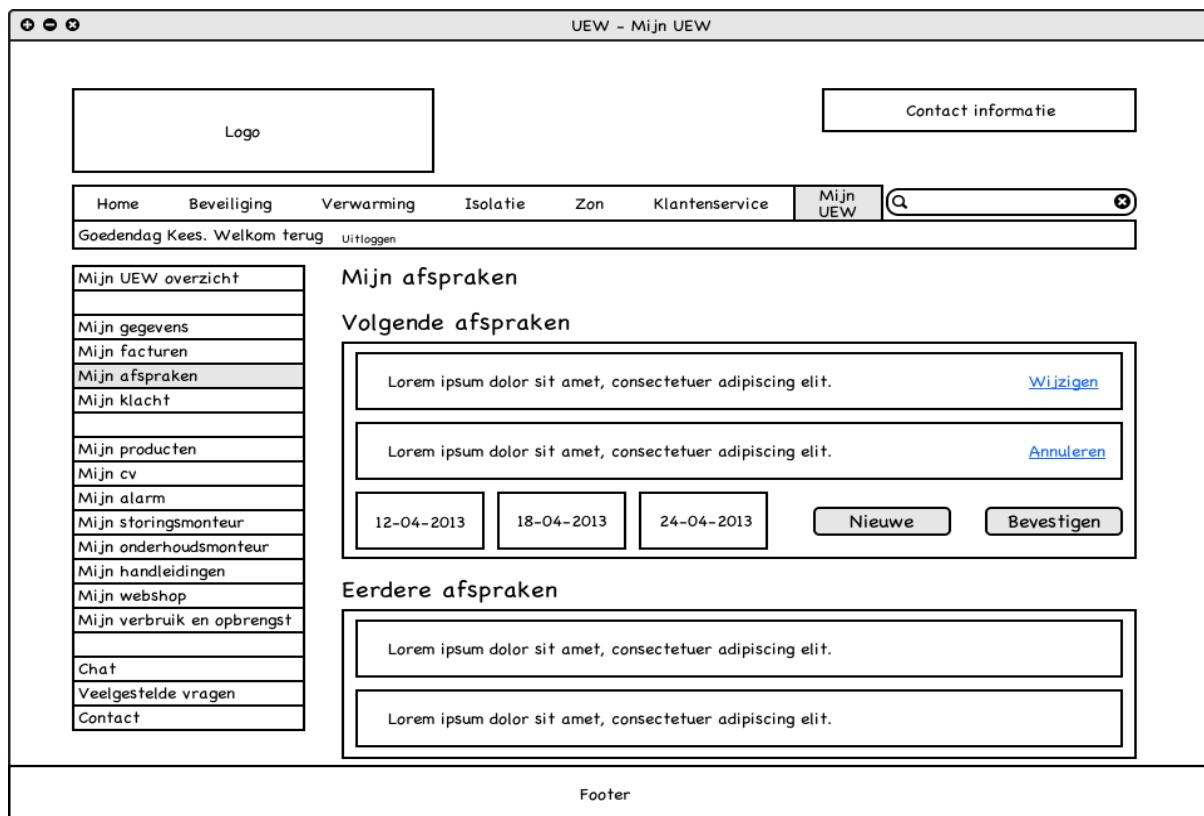 UEW - Mijn UEW
Logo
Contact informatie
Home Beveiliging Verwarming Isolatie Zon Klantenservice Mijn UEW
Goedendag Kees. Welkom terug Uitloggen
Mijn UEW overzicht
Mijn gegevens
Mijn facturen
Mijn afspraken
Mijn klacht
Mijn producten
Mijn cv
Mijn alarm
Mijn storingsmonteur
Mijn onderhoudsmonteur
Mijn handleidingen
Mijn webshop
Mijn verbruik en opbrengst
Chat
Veelgestelde vragen
Contact
Mijn afspraken
Volgende afspraken
Lorem ipsum dolor sit amet, consectetuer adipiscing elit. Wijzigen
Lorem ipsum dolor sit amet, consectetuer adipiscing elit. Annuleren
12-04-2013 18-04-2013 24-04-2013 Nieuwe Bevestigen
Eerdere afspraken
Lorem ipsum dolor sit amet, consectetuer adipiscing elit.
Lorem ipsum dolor sit amet, consectetuer adipiscing elit.
Footer